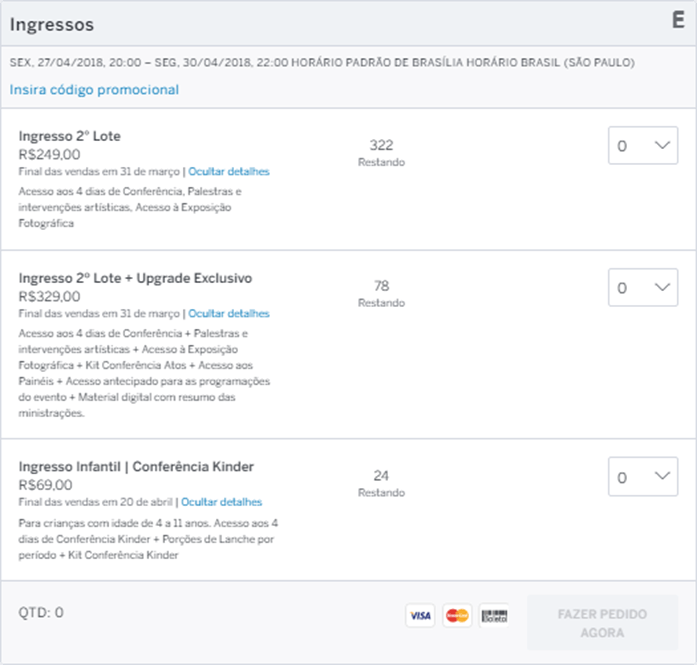 Ingressos
E
SEX, 27/04/2018, 20:00 – SEG, 30/04/2018, 22:00 HORÁRIO PADRÃO DE BRASÍLIA HORÁRIO BRASIL (SÃO PAULO)
Insira código promocional
Ingresso 2º Lote
R$249,00
Final das vendas em 31 de março | Ocultar detalhes
Acesso aos 4 dias de Conferência, Palestras e
intervenções artísticas, Acesso à Exposição
Fotográfica
322
Restando
0
Ingresso 2º Lote + Upgrade Exclusivo
R$329,00
Final das vendas em 31 de março | Ocultar detalhes
Acesso aos 4 dias de Conferência + Palestras e
intervenções artísticas + Acesso à Exposição
Fotográfica + Kit Conferência Atos + Acesso aos
Painéis + Acesso antecipado para as programações
do evento + Material digital com resumo das
ministrações.
78
Restando
0
Ingresso Infantil | Conferência Kinder
R$69,00
Final das vendas em 20 de abril | Ocultar detalhes
Para crianças com idade de 4 a 11 anos. Acesso aos 4
dias de Conferência Kinder + Porções de Lanche por
período + Kit Conferência Kinder
24
Restando
0
QTD: 0
VISA
MasterCard
Boleto
FAZER PEDIDO
AGORA